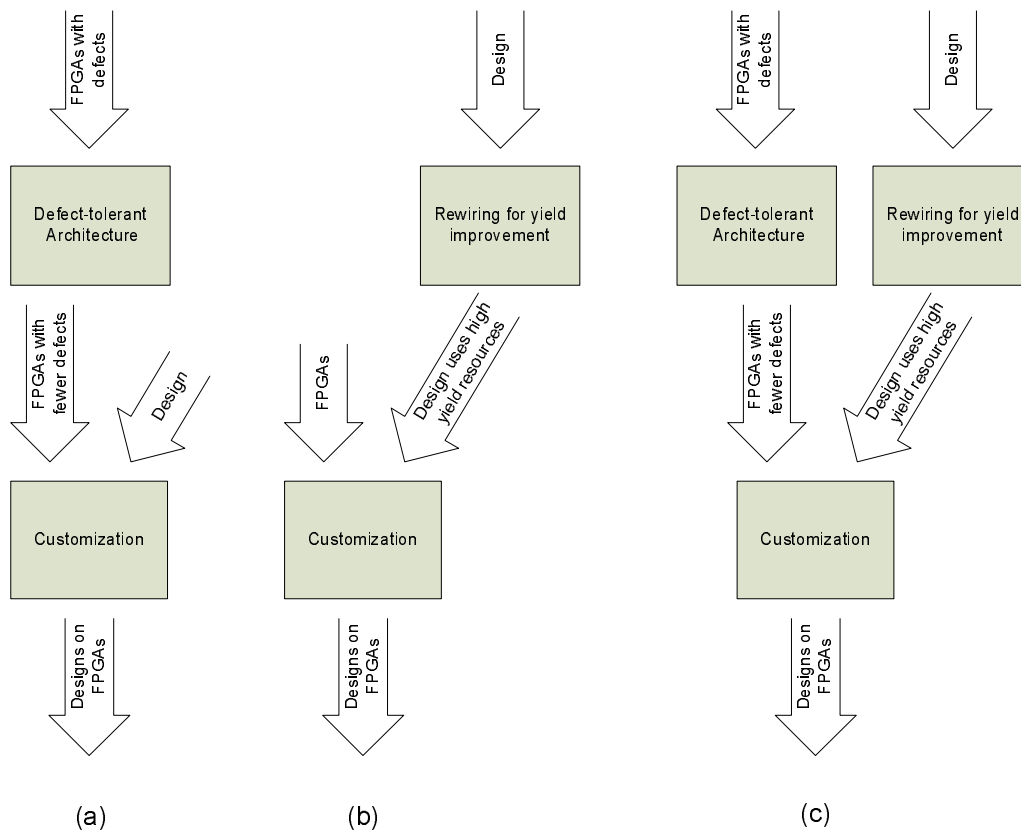 FPGAs with
defects
Defect-tolerant
Architecture
FPGAs with
fewer defects
Design
Customization
Designs on
FPGAs
(a)
Design
Rewiring for yield
improvement
FPGAs
Design uses high
yield resources
Customization
Designs on
FPGAs
(b)
FPGAs with
defects
Design
Defect-tolerant
Architecture
Rewiring for yield
improvement
FPGAs with
fewer defects
Design uses high
yield resources
Customization
Designs on
FPGAs
(c)